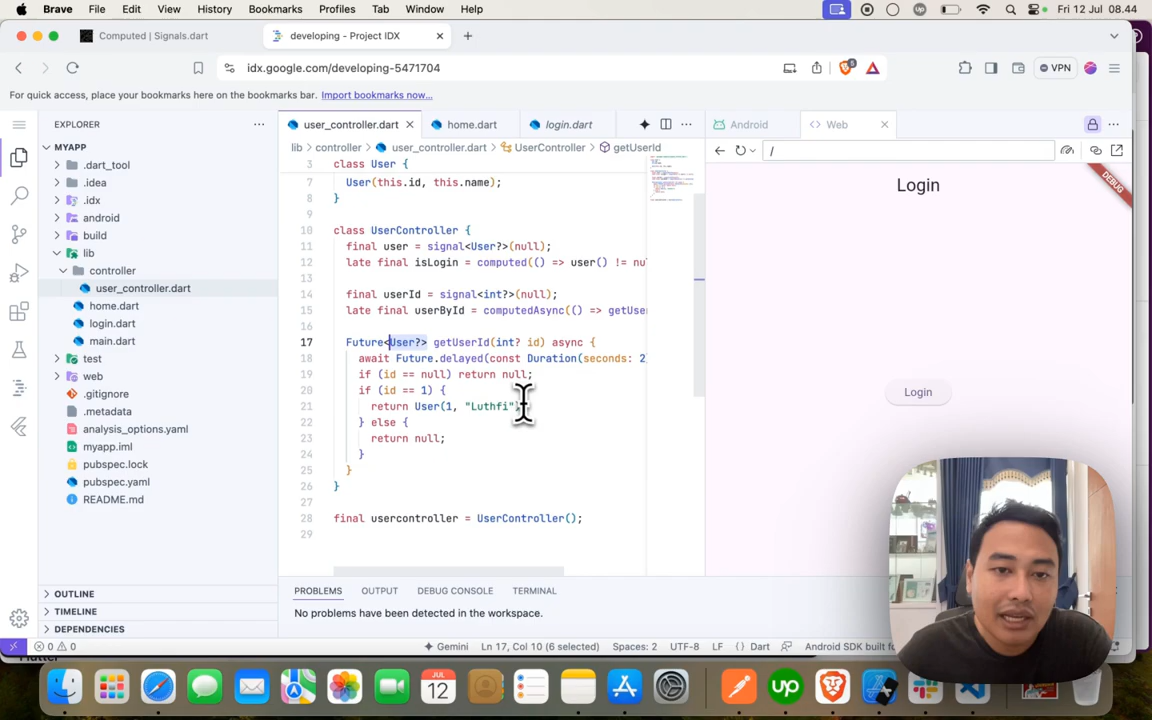 Brave File Edit View History Bookmarks Profiles Tab Window Help
Fri 12 Jul 08.44
Computed | Signals.dart
developing - Project IDX
idx.google.com/developing-5471704
5
VPN
For quick access, place your bookmarks here on the bookmarks bar. Import bookmarks now...
EXPLORER
user_controller.dart
home.dart
login.dart
Android
Web
MYAPP
lib > controller > user_controller.dart > UserController > getUserId
/
.dart_tool
.idea
.idx
android
build
lib
controller
user_controller.dart
home.dart
login.dart
main.dart
test
web
.gitignore
.metadata
analysis_options.yaml
myapp.iml
pubspec.lock
pubspec.yaml
README.md
OUTLINE
TIMELINE
DEPENDENCIES
3 class User {
7 User(this.id, this.name);
8 }
9
10 class UserController {
11 final user = signal<User?>(null);
12 late final isLogin = computed(() => user() != nu
13
14 final userId = signal<int?>(null);
15 late final userById = computedAsync(() => getUse
16
17 Future<User?> getUserId(int? id) async {
18 await Future.delayed(const Duration(seconds: 2
19 if (id == null) return null;
20 if (id == 1) {
21 return User(1, "Luthfi")
22 } else {
23 return null;
24 }
25 }
26 }
27
28 final usercontroller = UserController();
29
Login
DEBUG
Login
PROBLEMS OUTPUT DEBUG CONSOLE TERMINAL
No problems have been detected in the workspace.
0 0
Gemini Ln 17, Col 10 (6 selected) Spaces: 2 UTF-8 LF {} Dart Android SDK built f
JUL
12
up